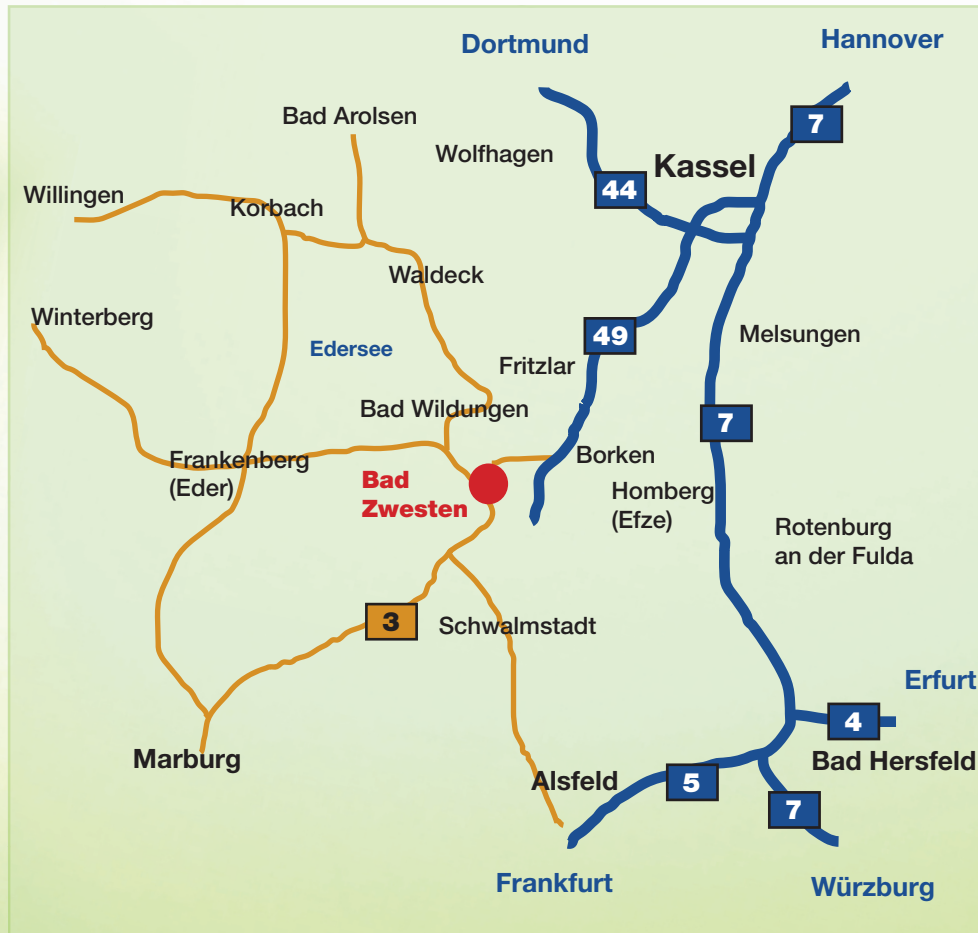 Dortmund
Hannover
Bad Arolsen
7
Wolfhagen
Kassel
Willingen
44
Korbach
Waldeck
Winterberg
Edersee
49
Melsungen
Fritzlar
Bad Wildungen
7
Borken
Frankenberg
(Eder)
Bad
Zwesten
Homberg
(Efze)
Rotenburg
an der Fulda
3
Schwalmstadt
Erfurt
4
Marburg
Bad Hersfeld
Alsfeld
5
7
Frankfurt
Würzburg